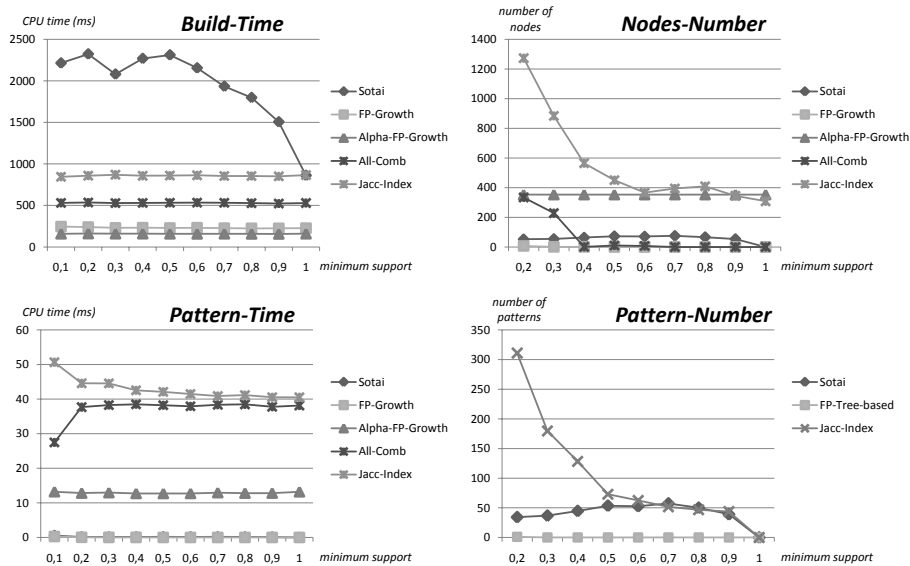 CPU time (ms)
Build-Time
2500
2000
1500
1000
500
0
0,1 0,2 0,3 0,4 0,5 0,6 0,7 0,8 0,9 1
minimum support
Sotai
FP-Growth
Alpha-FP-Growth
All-Comb
Jacc-Index
number of
nodes
Nodes-Number
1400
1200
1000
800
600
400
200
0
0,2 0,3 0,4 0,5 0,6 0,7 0,8 0,9 1
minimum support
Sotai
FP-Growth
Alpha-FP-Growth
All-Comb
Jacc-Index
CPU time (ms)
Pattern-Time
60
50
40
30
20
10
0
0,1 0,2 0,3 0,4 0,5 0,6 0,7 0,8 0,9 1
minimum support
Sotai
FP-Growth
Alpha-FP-Growth
All-Comb
Jacc-Index
number of
patterns
Pattern-Number
350
300
250
200
150
100
50
0
0,2 0,3 0,4 0,5 0,6 0,7 0,8 0,9 1
minimum support
Sotai
FP-Tree-based
Jacc-Index